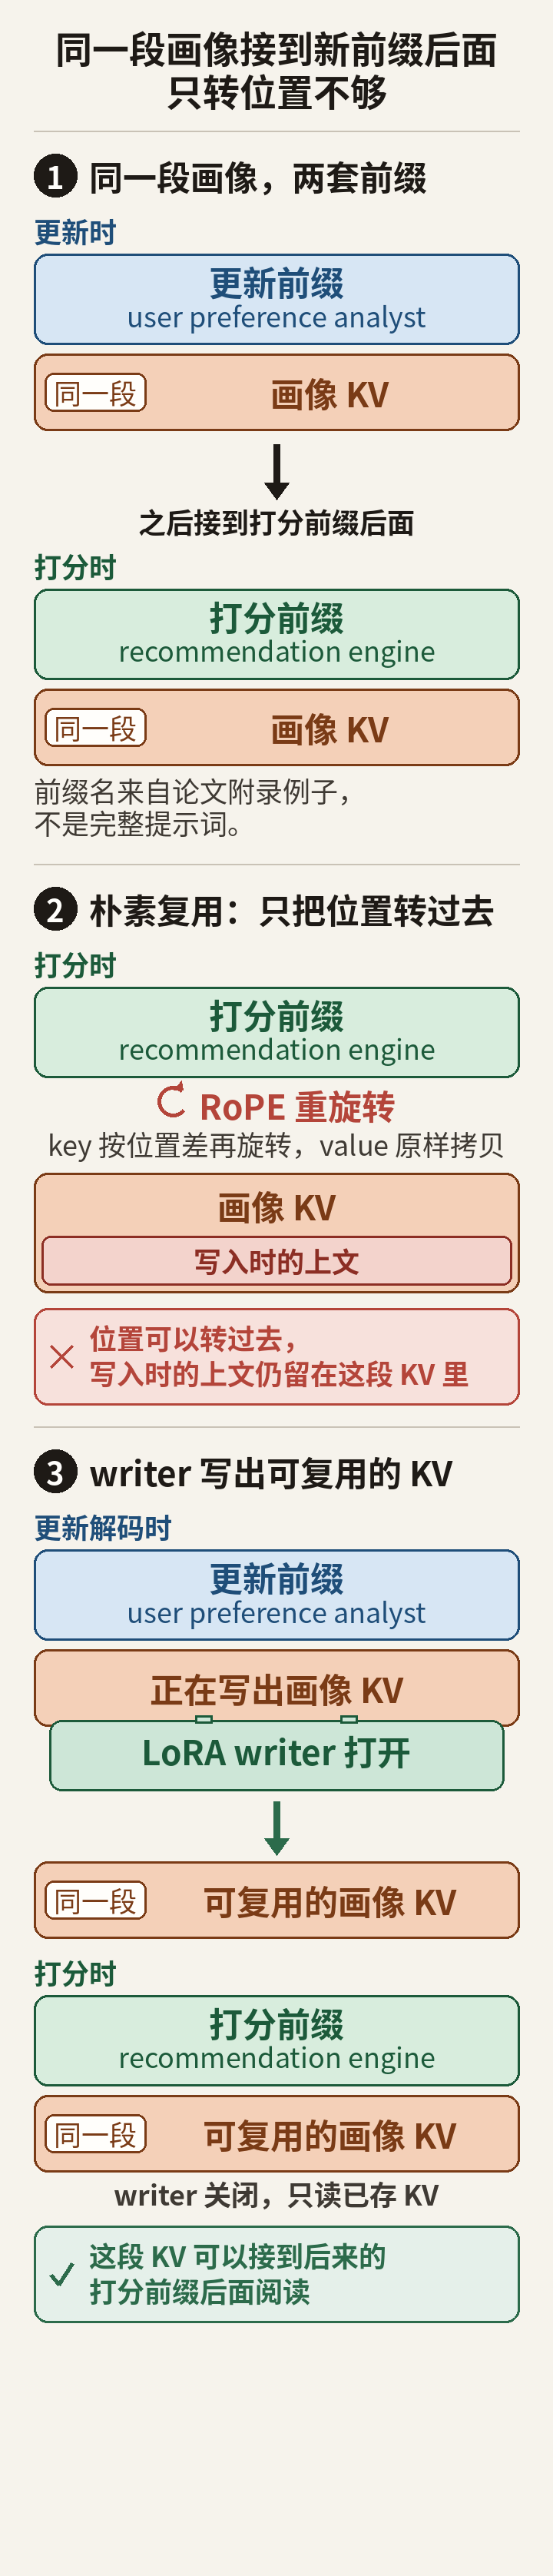 同一段画像接到新前缀后面
只转位置不够
1 同一段画像，两套前缀
更新时
更新前缀
user preference analyst
同一段 画像 KV
之后接到打分前缀后面
打分时
打分前缀
recommendation engine
同一段 画像 KV
前缀名来自论文附录例子，
不是完整提示词。
2 朴素复用：只把位置转过去
打分时
打分前缀
recommendation engine
RoPE 重旋转
key 按位置差再旋转，value 原样拷贝
画像 KV
写入时的上文
位置可以转过去，
写入时的上文仍留在这段 KV 里
3 writer 写出可复用的 KV
更新解码时
更新前缀
user preference analyst
正在写出画像 KV
LoRA writer 打开
同一段 可复用的画像 KV
打分时
打分前缀
recommendation engine
同一段 可复用的画像 KV
writer 关闭，只读已存 KV
这段 KV 可以接到后来的
打分前缀后面阅读